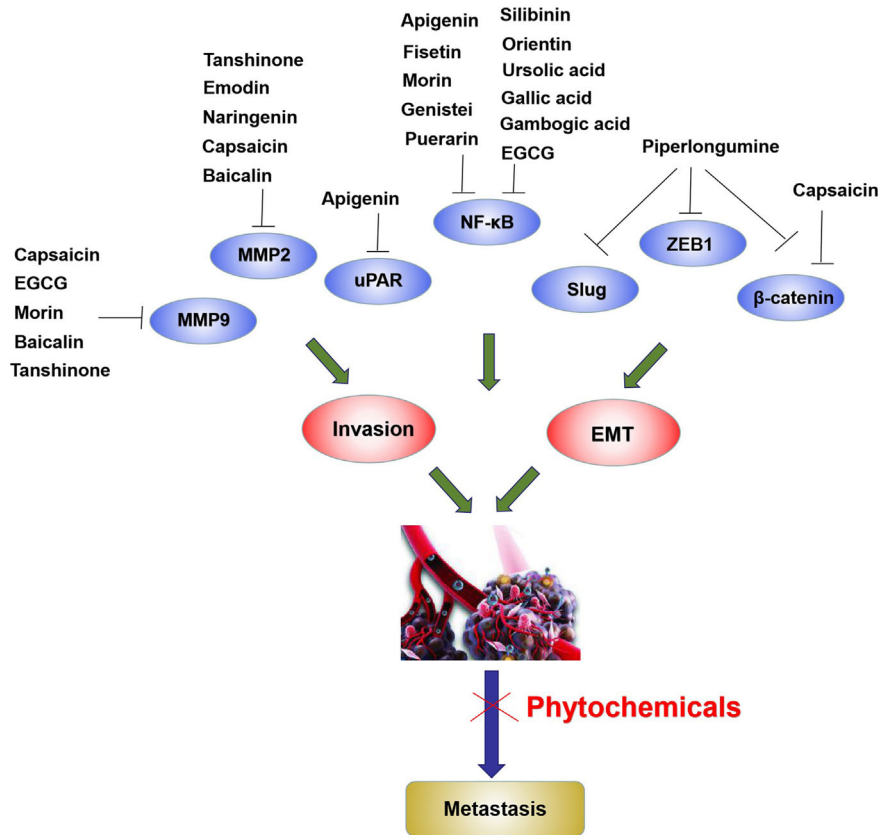 Tanshinone
Emodin
Naringenin
Capsaicin
Baicalin
Apigenin
Fisetin
Morin
Genistei
Puerarin
Silibinin
Orientin
Ursolic acid
Gallic acid
Gambogic acid
EGCG
Piperlongumine
Capsaicin
Apigenin
Capsaicin
EGCG
Morin
Baicalin
Tanshinone
MMP9
MMP2
uPAR
NF-κB
Slug
ZEB1
β-catenin
Invasion
EMT
Phytochemicals
Metastasis